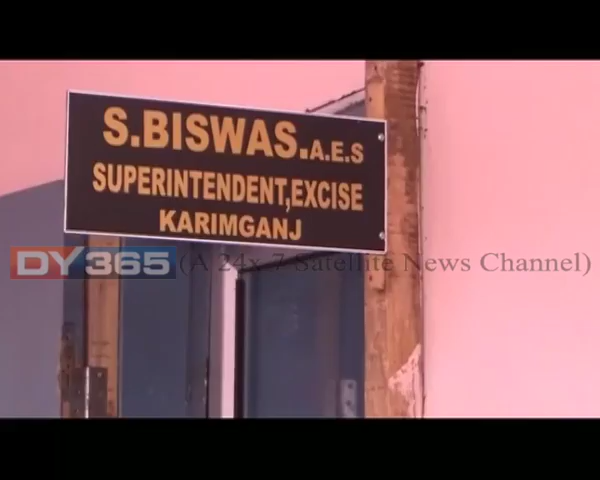 S.BISWAS.A.E.S
SUPERINTENDENT,EXCISE
KARIMGANJ
DY365 (A 24x7 Satellite News Channel)